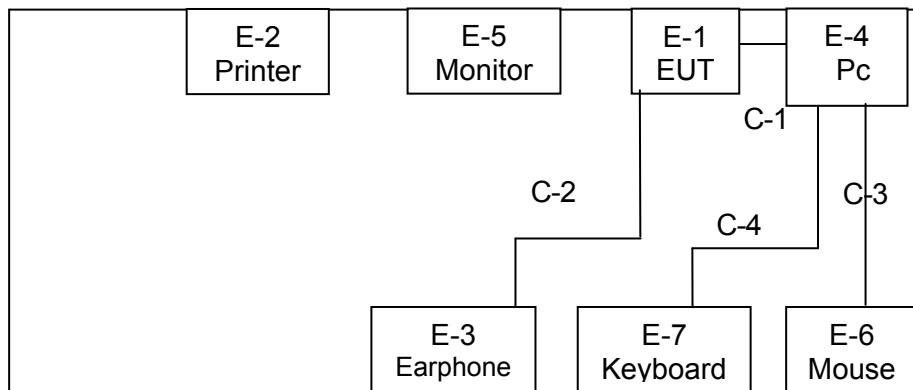 E-2
Printer
E-5
Monitor
E-1
EUT
E-4
Pc
C-1
C-2
C-3
C-4
E-3
Earphone
E-7
Keyboard
E-6
Mouse